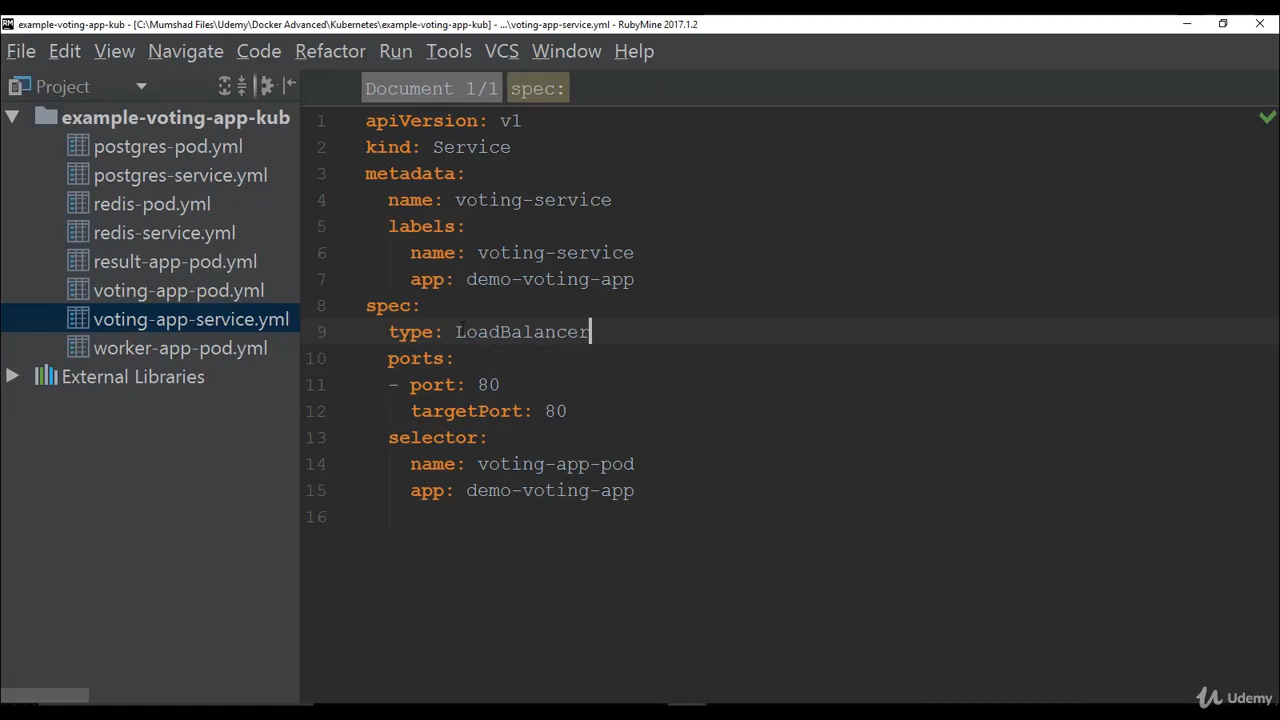 example-voting-app-kub - [C:\Mumshad Files\Udemy\Docker Advanced\Kubernetes\example-voting-app-kub] - ...\voting-app-service.yml - RubyMine 2017.1.2
File Edit View Navigate Code Refactor Run Tools VCS Window Help
Project
Document 1/1 spec:
example-voting-app-kub
postgres-pod.yml
postgres-service.yml
redis-pod.yml
redis-service.yml
result-app-pod.yml
voting-app-pod.yml
voting-app-service.yml
worker-app-pod.yml
External Libraries
1 apiVersion: v1
2 kind: Service
3 metadata:
4 name: voting-service
5 labels:
6 name: voting-service
7 app: demo-voting-app
8 spec:
9 type: LoadBalancer
10 ports:
11 - port: 80
12 targetPort: 80
13 selector:
14 name: voting-app-pod
15 app: demo-voting-app
16
Udemy